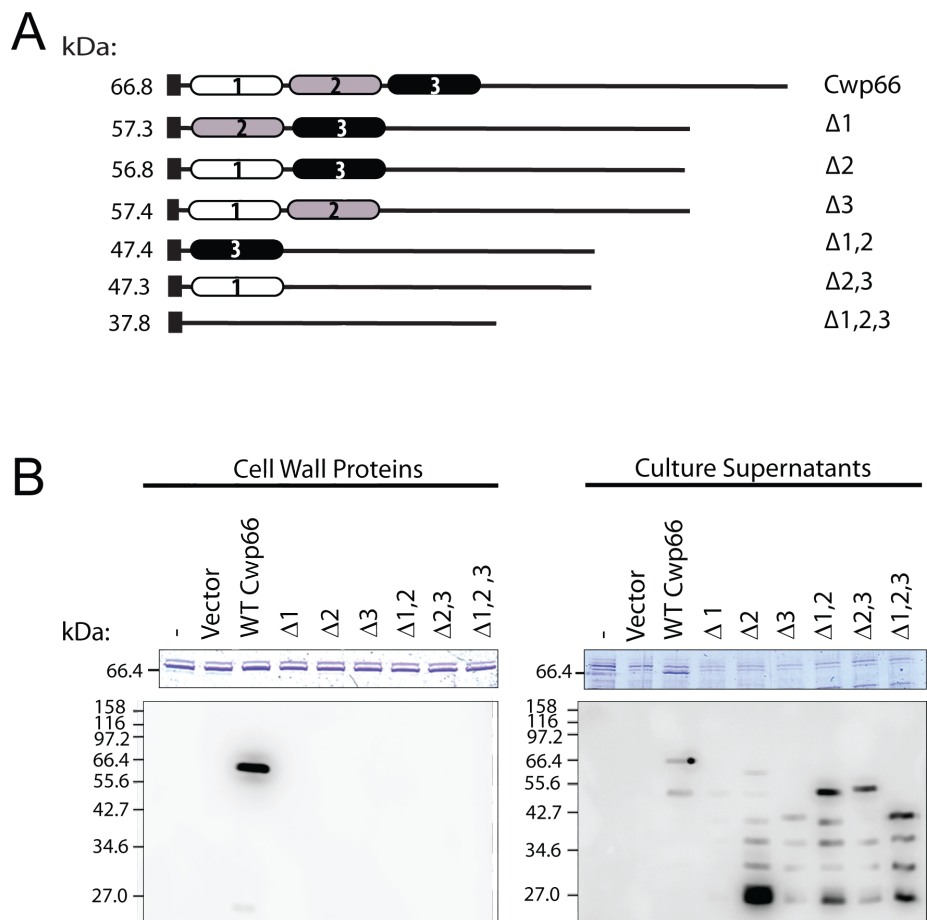 A
kDa:
66.8 1 2 3 Cwp66
57.3 2 3 Δ1
56.8 1 3 Δ2
57.4 1 2 Δ3
47.4 3 Δ1,2
47.3 1 Δ2,3
37.8 Δ1,2,3
B
Cell Wall Proteins
kDa: - Vector WT Cwp66 Δ1 Δ2 Δ3 Δ1,2 Δ2,3 Δ1,2 ,3
66.4
158
116
97.2
66.4
55.6
42.7
34.6
27.0
Culture Supernatants
- Vector WT Cwp66 Δ 1 Δ2 Δ3 Δ1,2 Δ2,3 Δ1,2,3
66.4
158
116
97.2
66.4
55.6
42.7
34.6
27.0